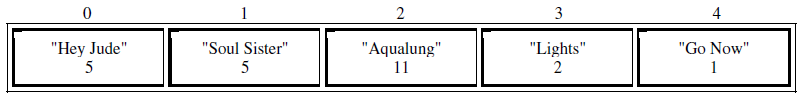 0 1 2 3 4
"Hey Jude" "Soul Sister" "Aqualung" "Lights" "Go Now"
5 5 11 2 1